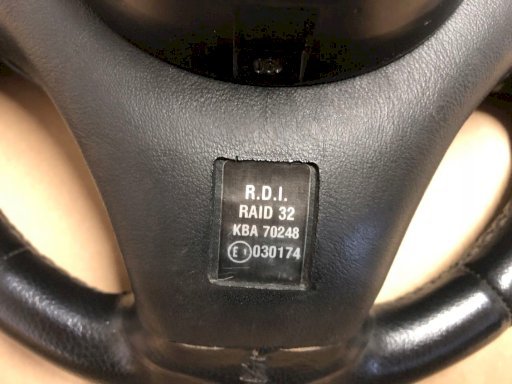 R.D.I.
RAID 32
KBA 70248
E1 030174